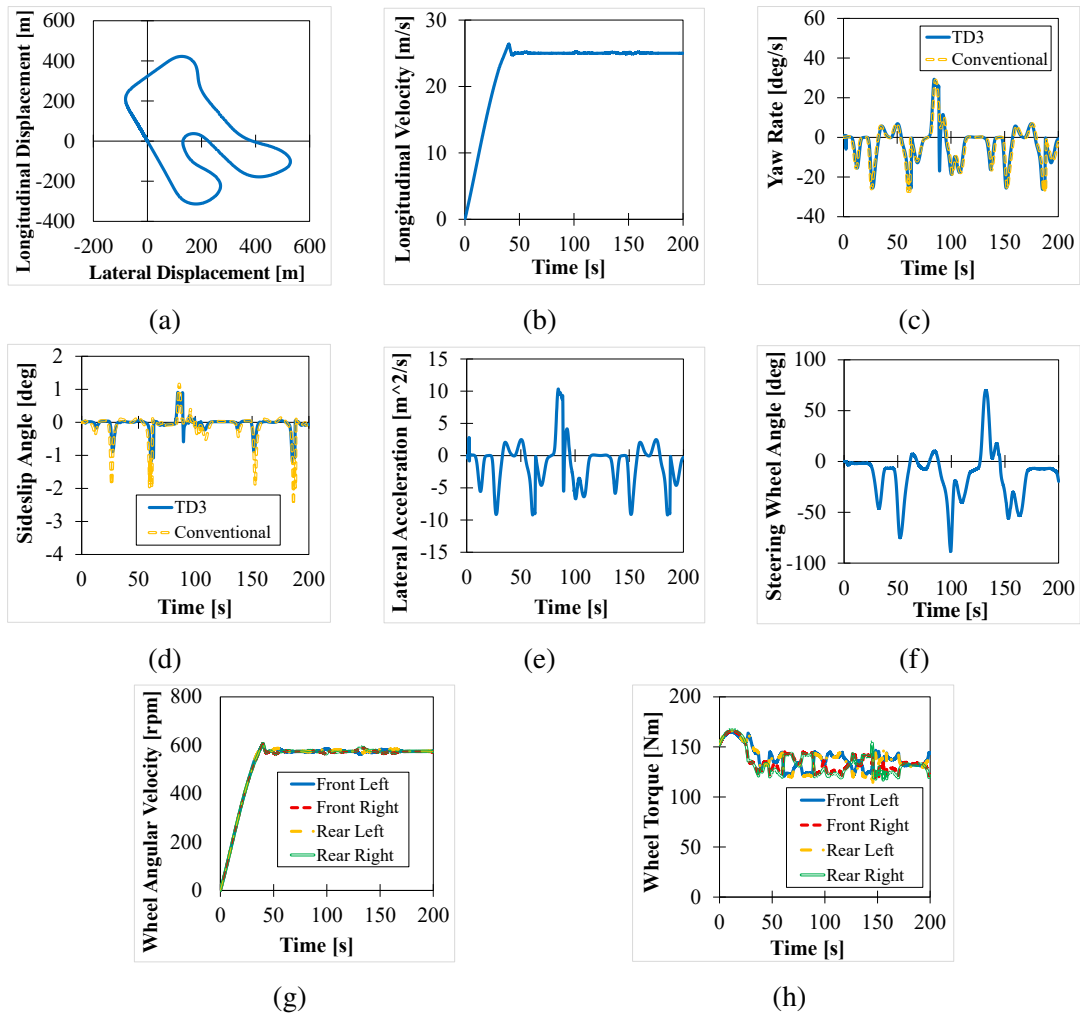 Longitudinal Displacement [m]
600
400
200
0
-200
-400
-200 0 200 400 600
Lateral Displacement [m]
(a)
Longitudinal Velocity [m/s]
30
25
20
15
10
5
0
0 50 100 150 200
Time [s]
(b)
Yaw Rate [deg/s]
60
40
20
0
-20
-40
TD3
Conventional
0 50 100 150 200
Time [s]
(c)
Sideslip Angle [deg]
2
1
0
-1
-2
-3
-4
TD3
Conventional
0 50 100 150 200
Time [s]
(d)
Lateral Acceleration [m^2/s]
15
10
5
0
-5
-10
-15
0 50 100 150 200
Time [s]
(e)
Steering Wheel Angle [deg]
100
50
0
-50
-100
0 50 100 150 200
Time [s]
(f)
Wheel Angular Velocity [rpm]
800
600
400
200
0
Front Left
Front Right
Rear Left
Rear Right
0 50 100 150 200
Time [s]
(g)
Wheel Torque [Nm]
200
150
100
50
0
Front Left
Front Right
Rear Left
Rear Right
0 50 100 150 200
Time [s]
(h)